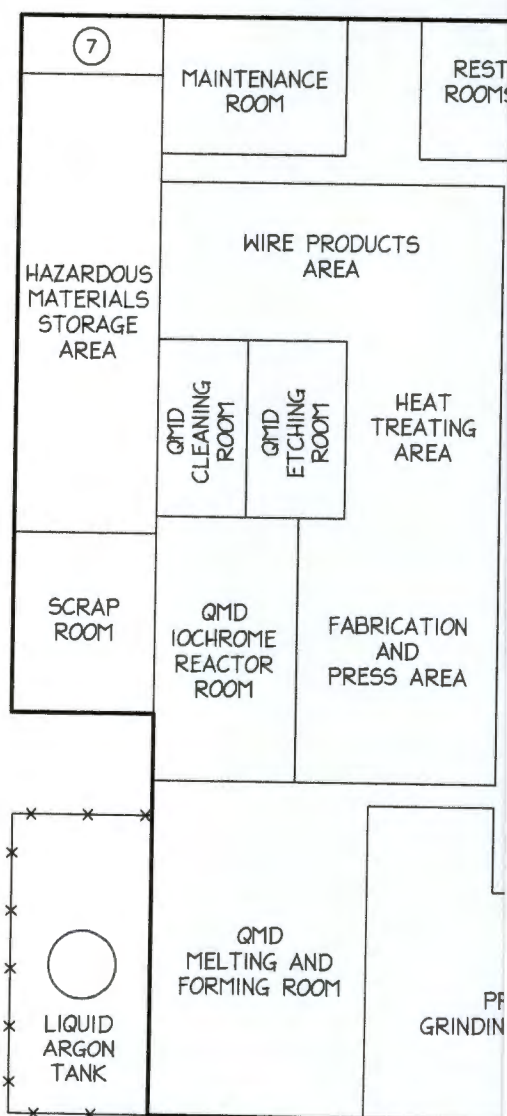 7
MAINTENANCE
ROOM
REST
ROOMS
WIRE PRODUCTS
AREA
HAZARDOUS
MATERIALS
STORAGE
AREA
QMD
CLEANING
ROOM
QMD
ETCHING
ROOM
HEAT
TREATING
AREA
SCRAP
ROOM
QMD
IOCHROME
REACTOR
ROOM
FABRICATION
AND
PRESS AREA
QMD
MELTING AND
FORMING ROOM
LIQUID
ARGON
TANK